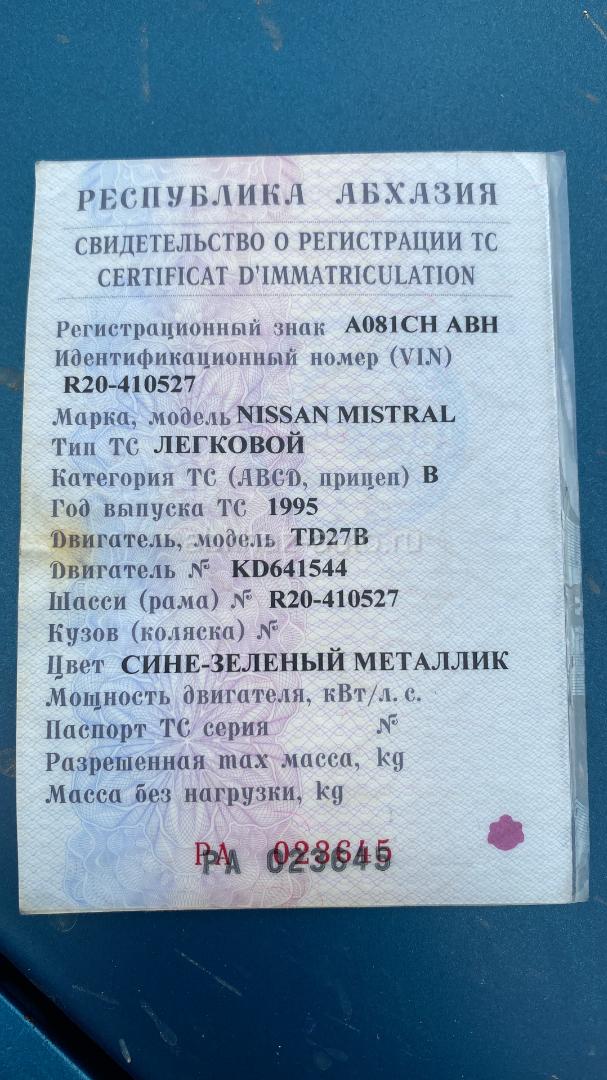 РЕСПУБЛИКА АБХАЗИЯ
СВИДЕТЕЛЬСТВО О РЕГИСТРАЦИИ ТС
CERTIFICAT D'IMMATRICULATION
Регистрационный знак A081CH ABH
Идентификационный номер (VIN)
R20-410527
Марка, модель NISSAN MISTRAL
Тип ТС ЛЕГКОВОЙ
Категория ТС (ABCD, прицеп) B
Год выпуска ТС 1995
Двигатель, модель TD27B
Двигатель № KD641544
Шасси (рама) № R20-410527
Кузов (коляска) №
Цвет СИНЕ-ЗЕЛЕНЫЙ МЕТАЛЛИК
Мощность двигателя, кВт/л. с.
Паспорт ТС серия №
Разрешенная max масса, kg
Масса без нагрузки, kg
РА 023645
РА 023645